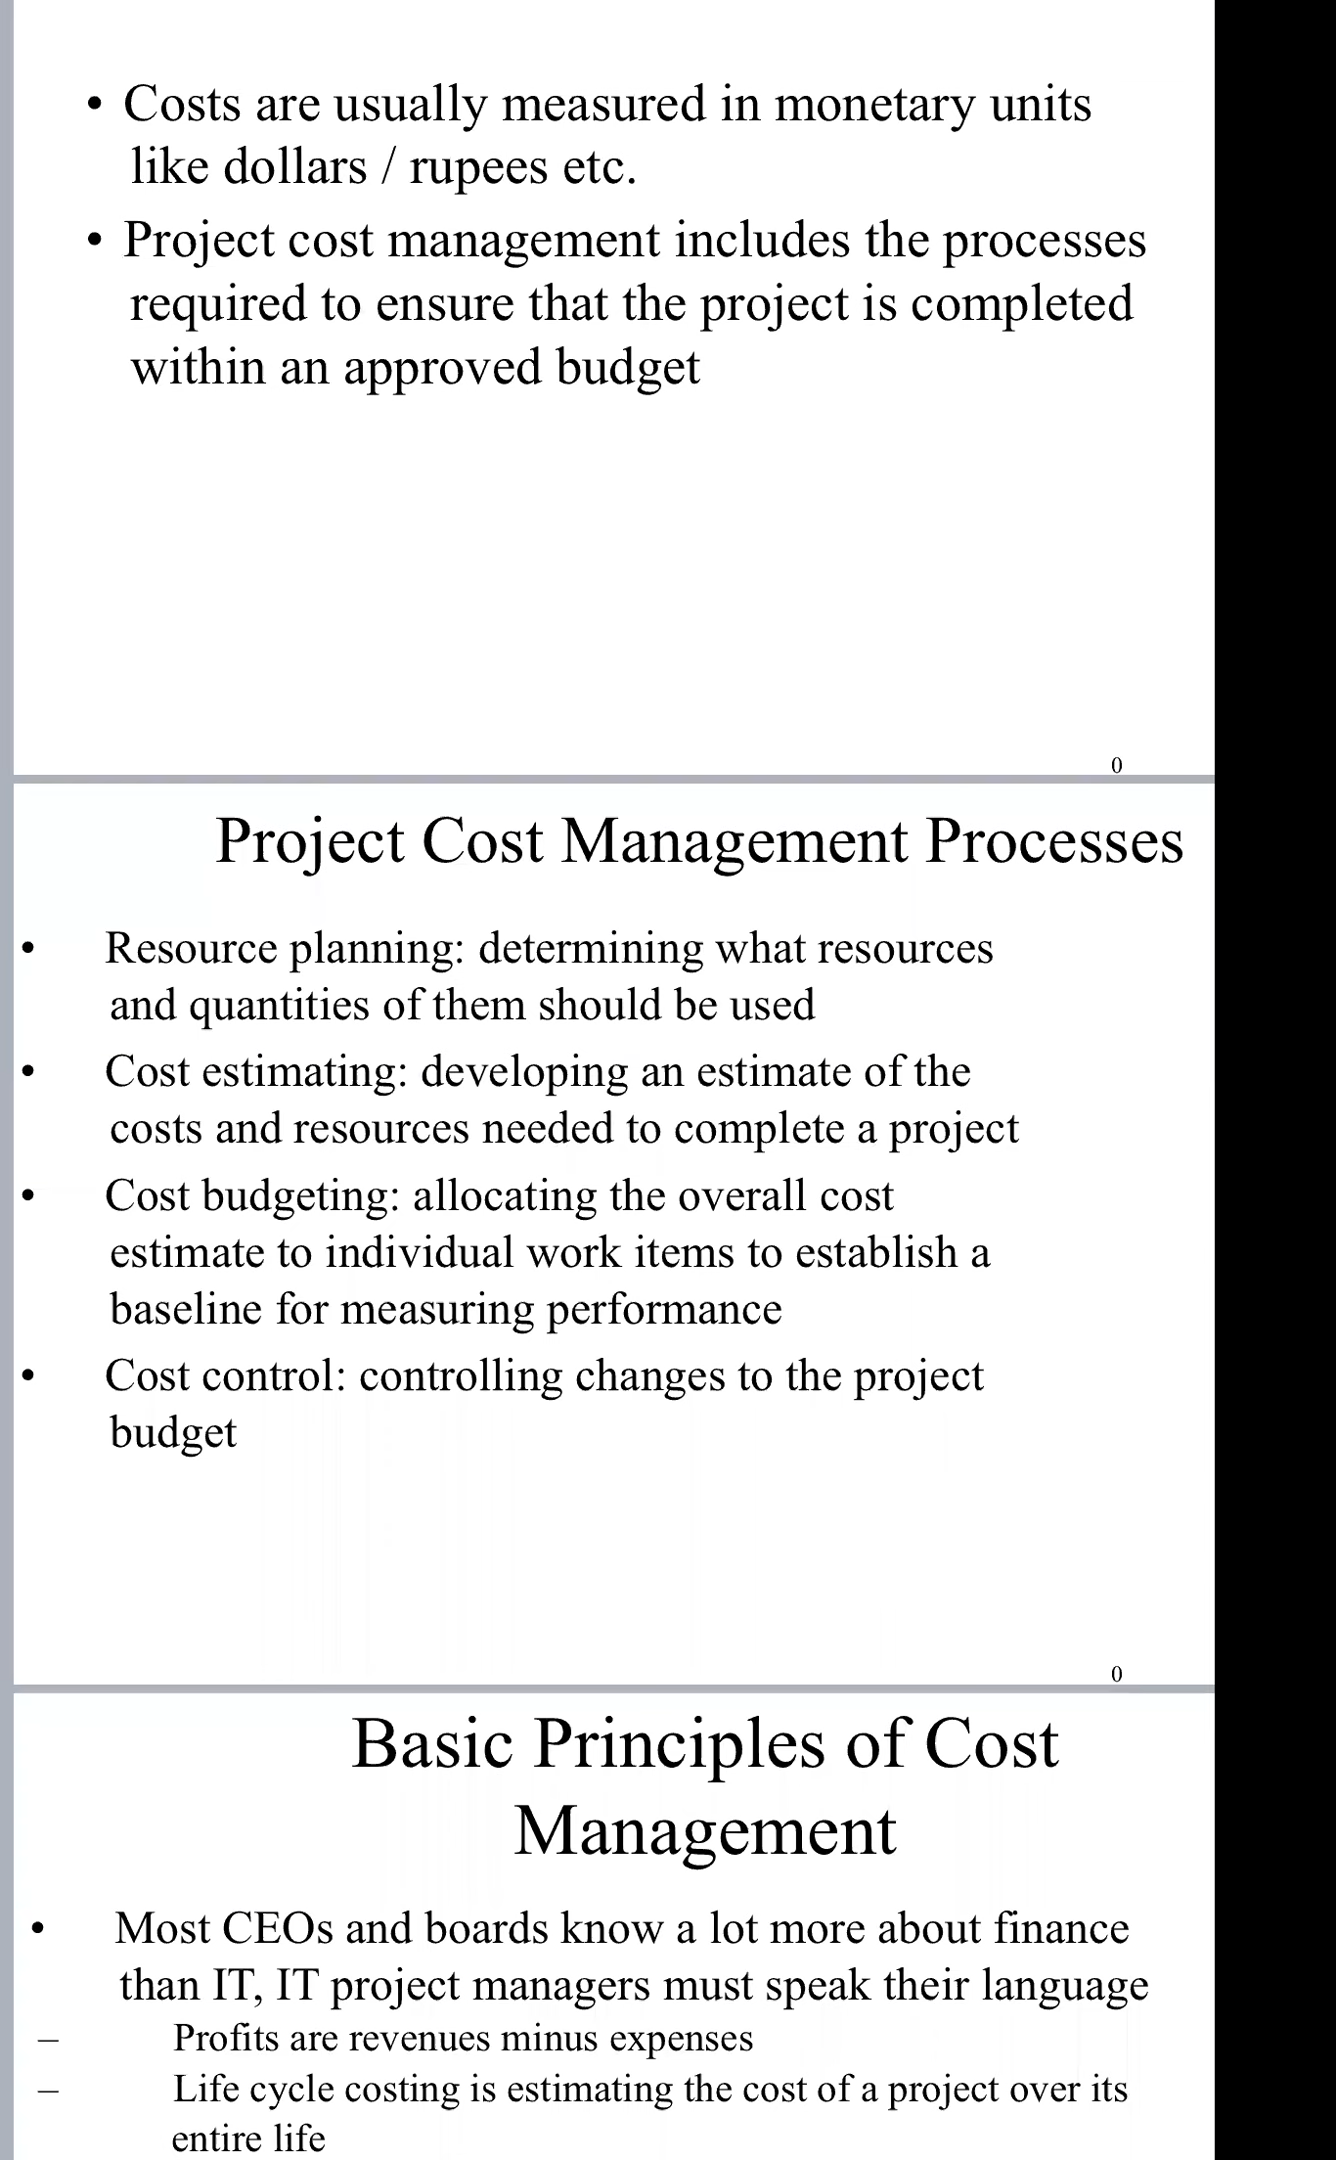 • Costs are usually measured in monetary units
like dollars / rupees etc.
• Project cost management includes the processes
required to ensure that the project is completed
within an approved budget
0
Project Cost Management Processes
• Resource planning: determining what resources
and quantities of them should be used
• Cost estimating: developing an estimate of the
costs and resources needed to complete a project
• Cost budgeting: allocating the overall cost
estimate to individual work items to establish a
baseline for measuring performance
• Cost control: controlling changes to the project
budget
0
Basic Principles of Cost
Management
• Most CEOs and boards know a lot more about finance
than IT, IT project managers must speak their language
– Profits are revenues minus expenses
– Life cycle costing is estimating the cost of a project over its
entire life